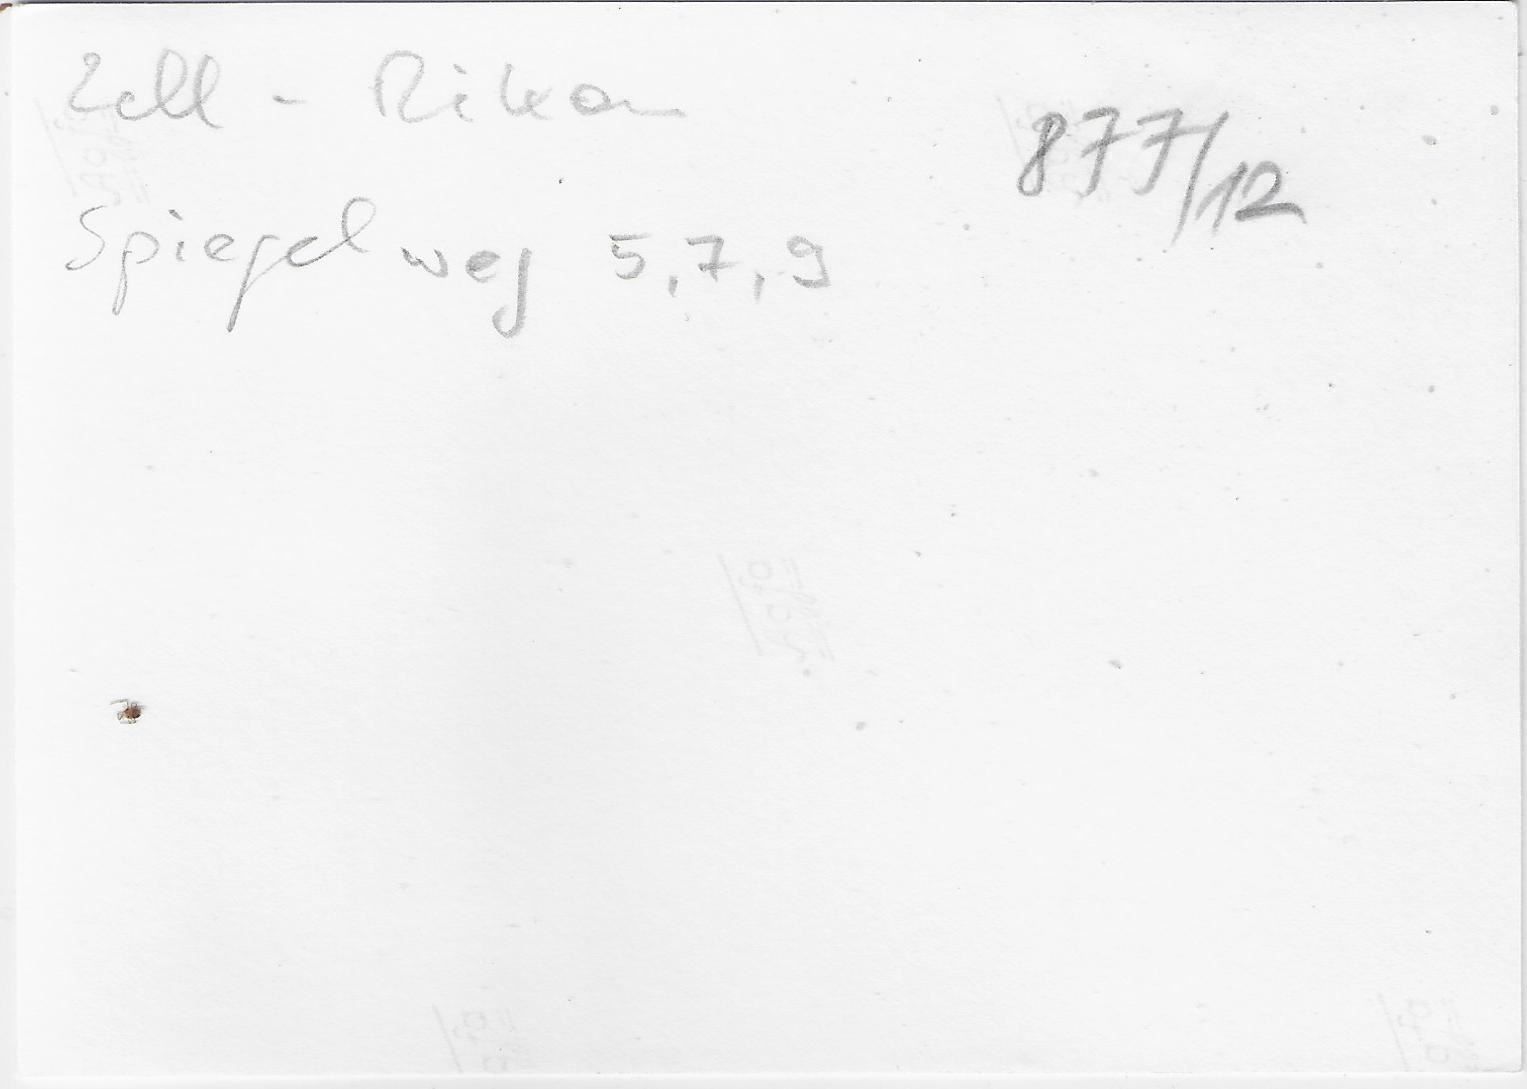 Zell - Rikon
877/12
Spiegelweg 5, 7, 9